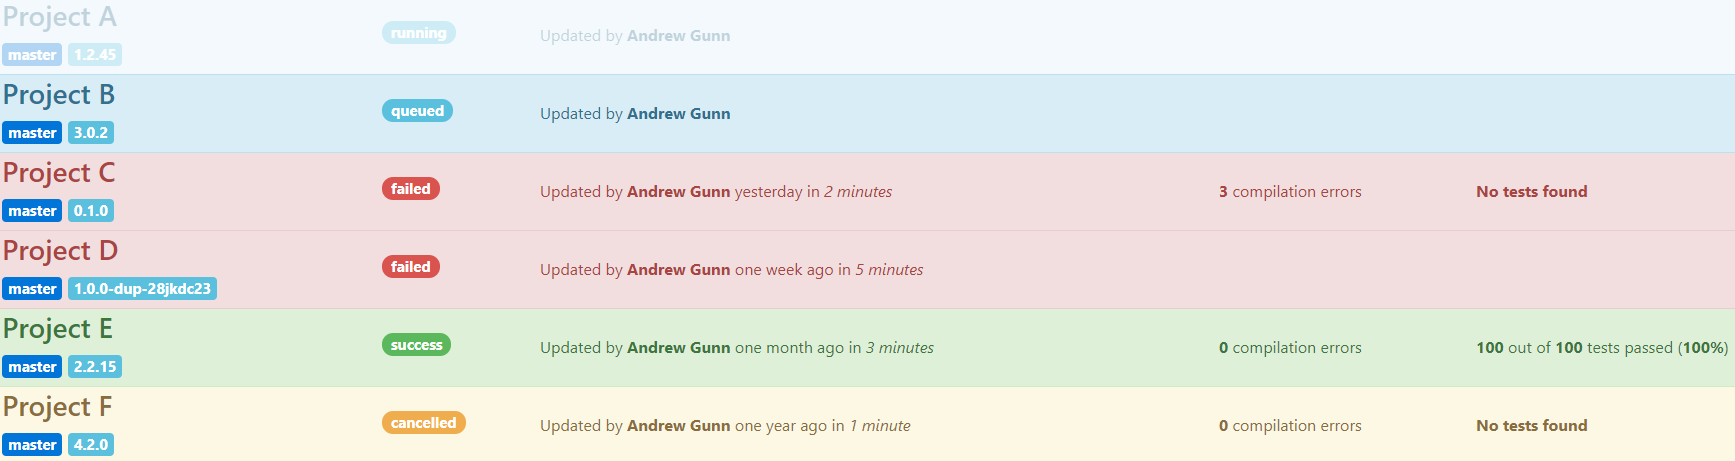 Project A
running
Updated by Andrew Gunn
master 1.2.45
Project B
queued
Updated by Andrew Gunn
master 3.0.2
Project C
failed
Updated by Andrew Gunn yesterday in 2 minutes
3 compilation errors
No tests found
master 0.1.0
Project D
failed
Updated by Andrew Gunn one week ago in 5 minutes
master 1.0.0-dup-28jkdc23
Project E
success
Updated by Andrew Gunn one month ago in 3 minutes
0 compilation errors
100 out of 100 tests passed (100%)
master 2.2.15
Project F
cancelled
Updated by Andrew Gunn one year ago in 1 minute
0 compilation errors
No tests found
master 4.2.0